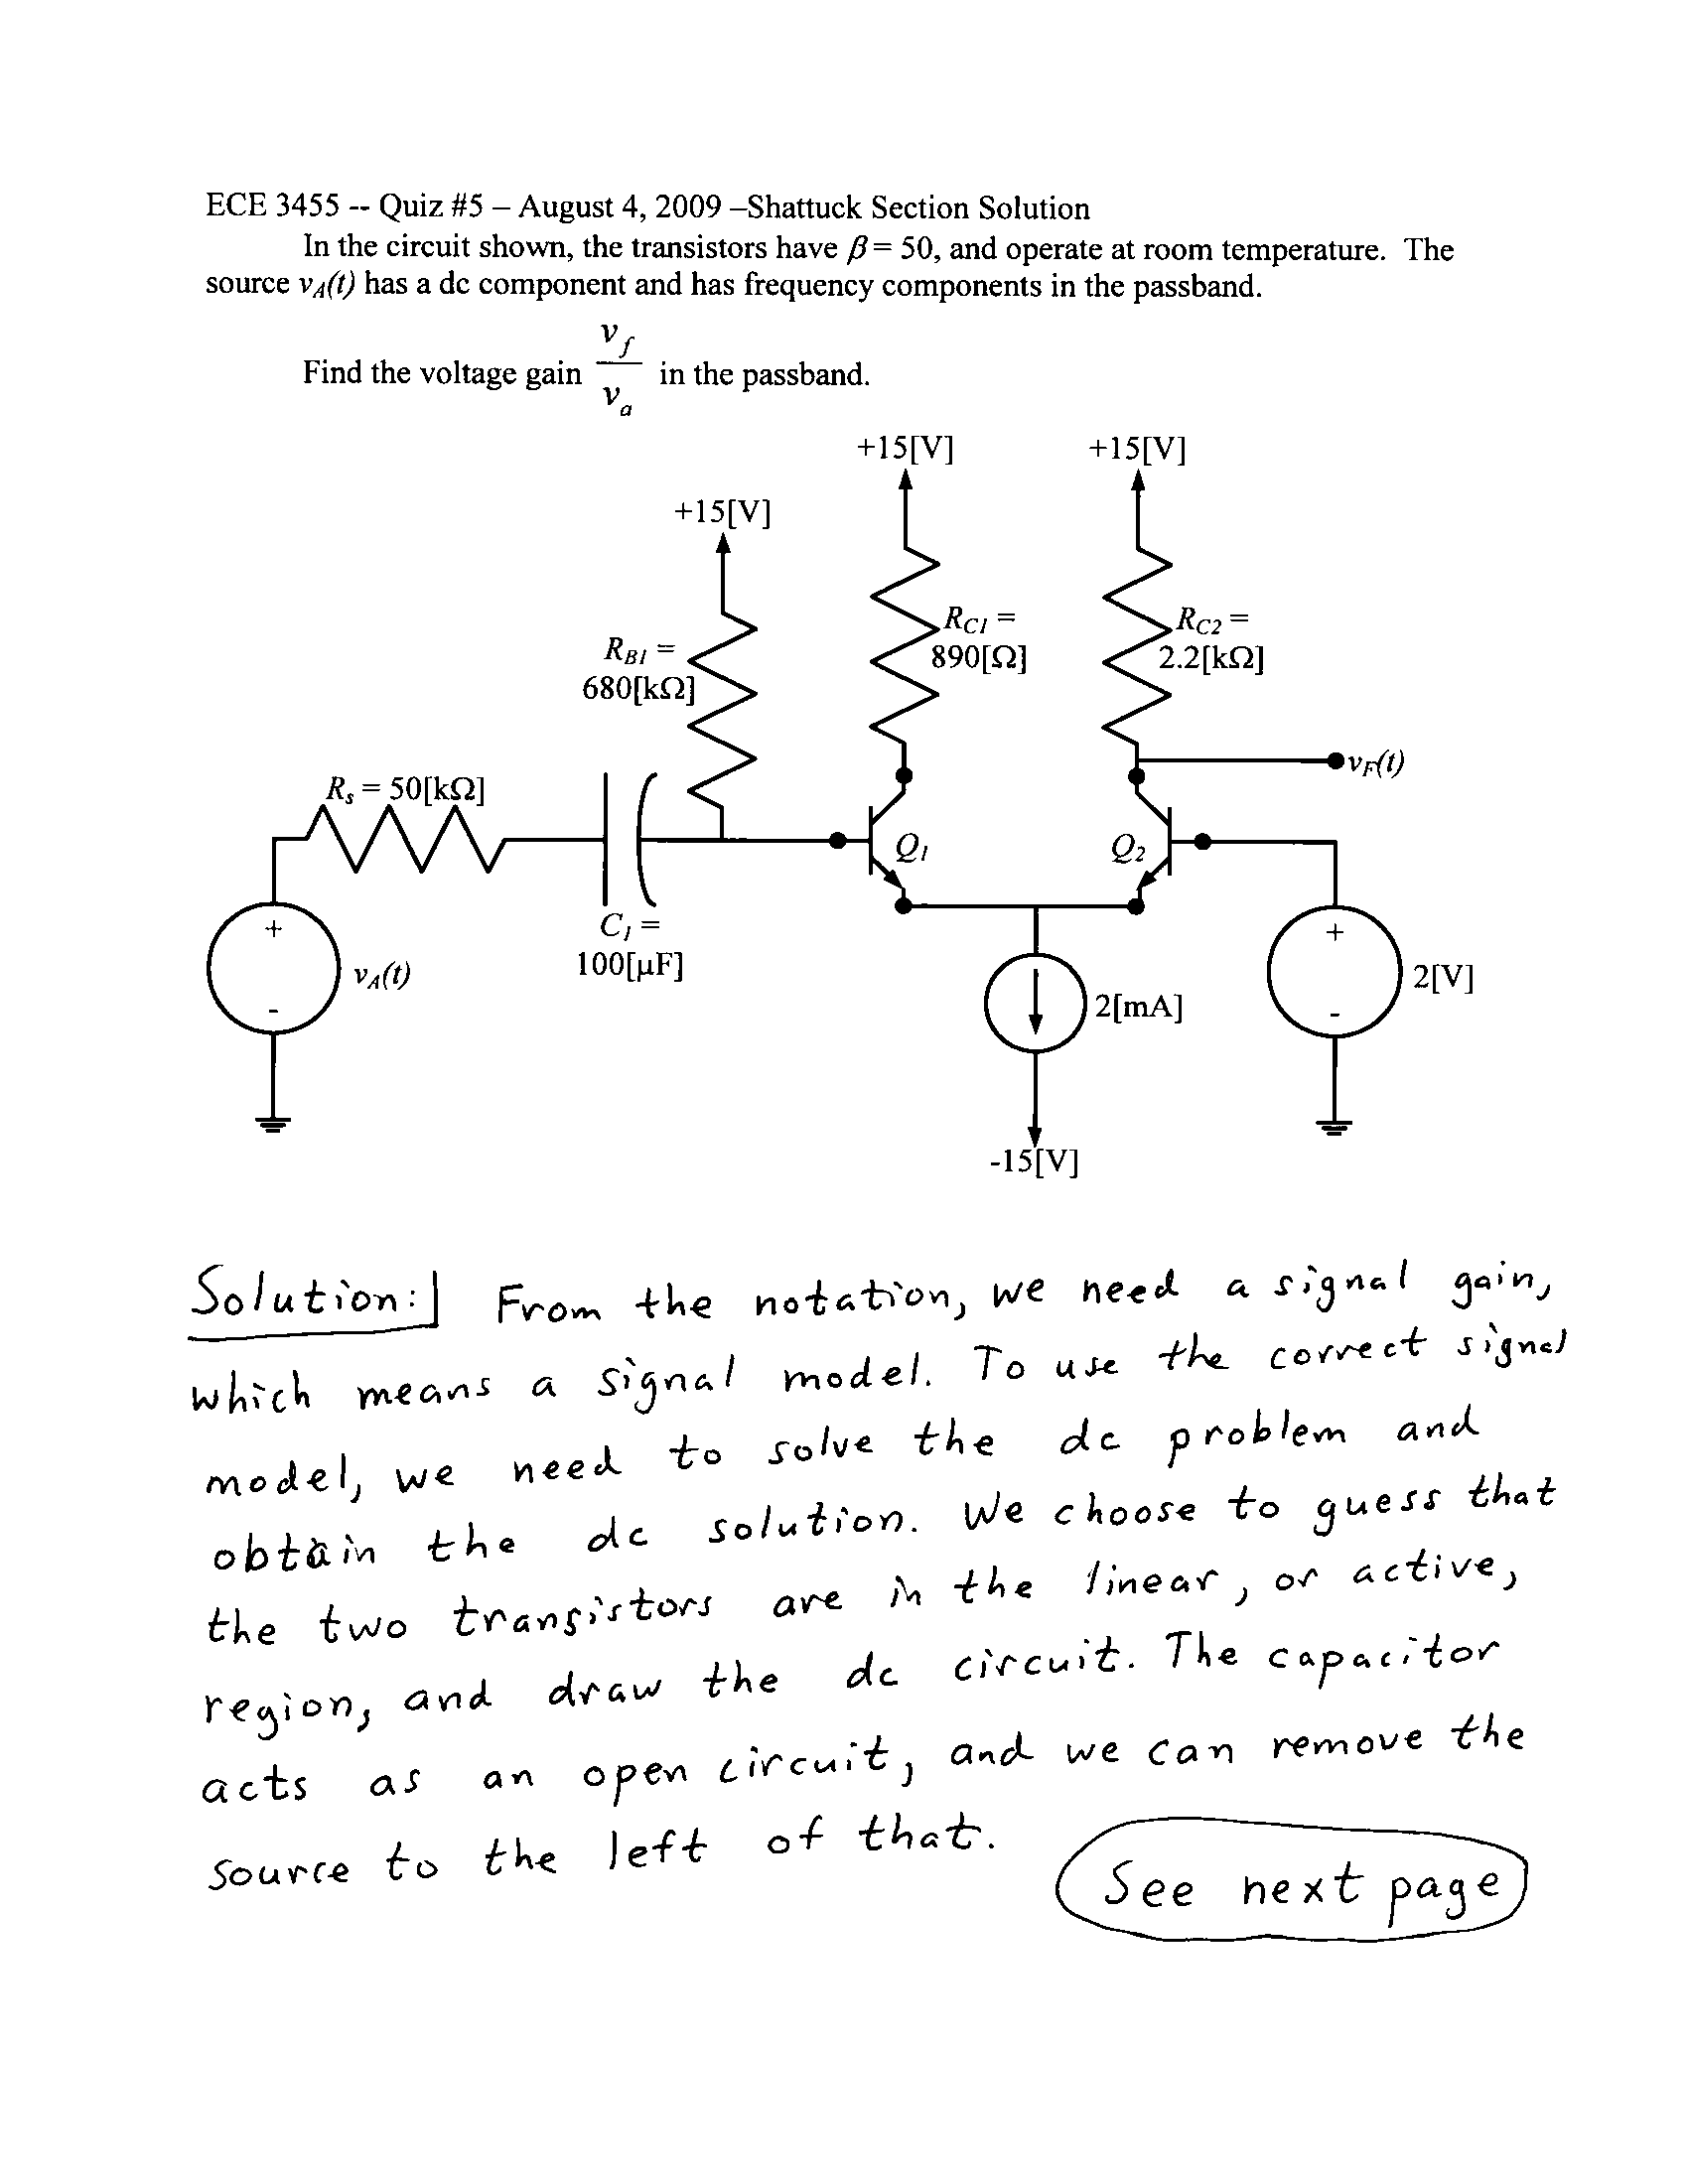 ECE 3455 -- Quiz #5 – August 4, 2009 –Shattuck Section Solution
In the circuit shown, the transistors have β = 50, and operate at room temperature. The
source vA(t) has a dc component and has frequency components in the passband.
Find the voltage gain vf/va in the passband.
+15[V] +15[V]
+15[V]
RC1 = 890[Ω]
RC2 = 2.2[kΩ]
RB1 = 680[kΩ]
vF(t)
Rs = 50[kΩ]
Q1 Q2
C1 = 100[µF]
+ - vA(t)
2[mA]
+ - 2[V]
-15[V]
Solution: From the notation, we need a signal gain,
which means a signal model. To use the correct signal
model, we need to solve the dc problem and
obtain the dc solution. We choose to guess that
the two transistors are in the linear, or active,
region, and draw the dc circuit. The capacitor
acts as an open circuit, and we can remove the
source to the left of that.
See next page